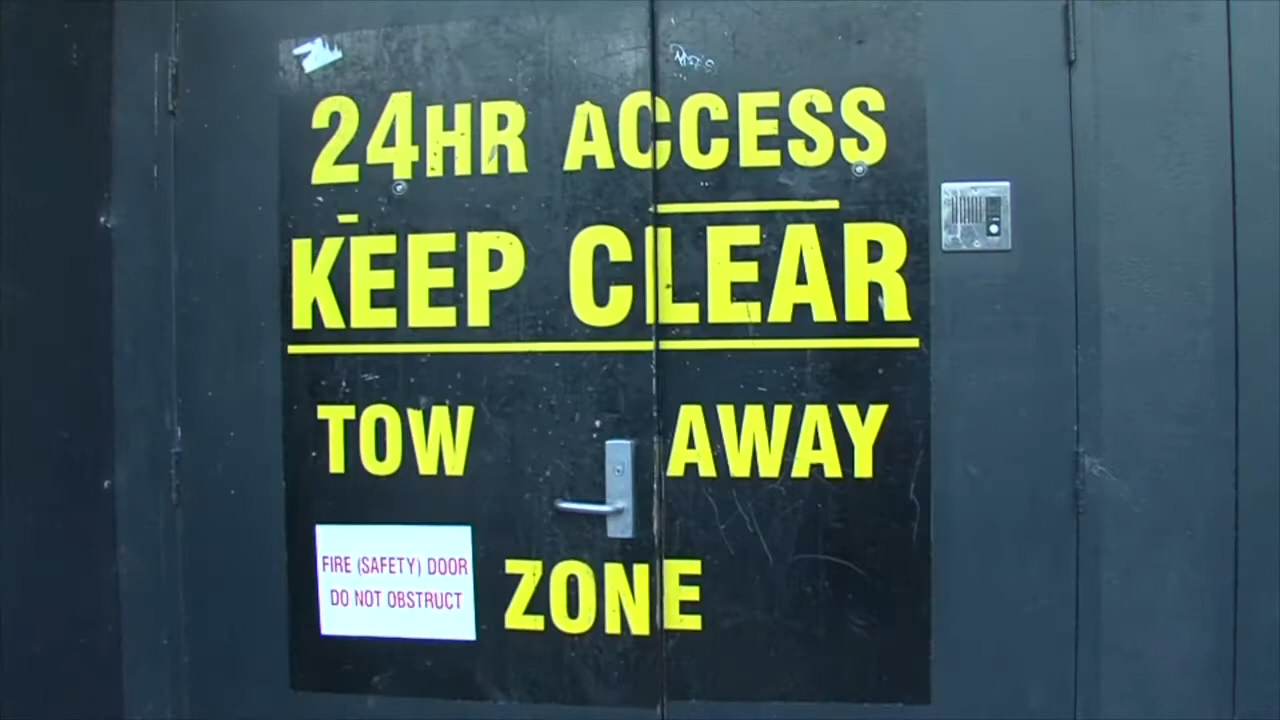 24HR ACCESS
KEEP CLEAR
TOW AWAY
ZONE
FIRE (SAFETY) DOOR
DO NOT OBSTRUCT